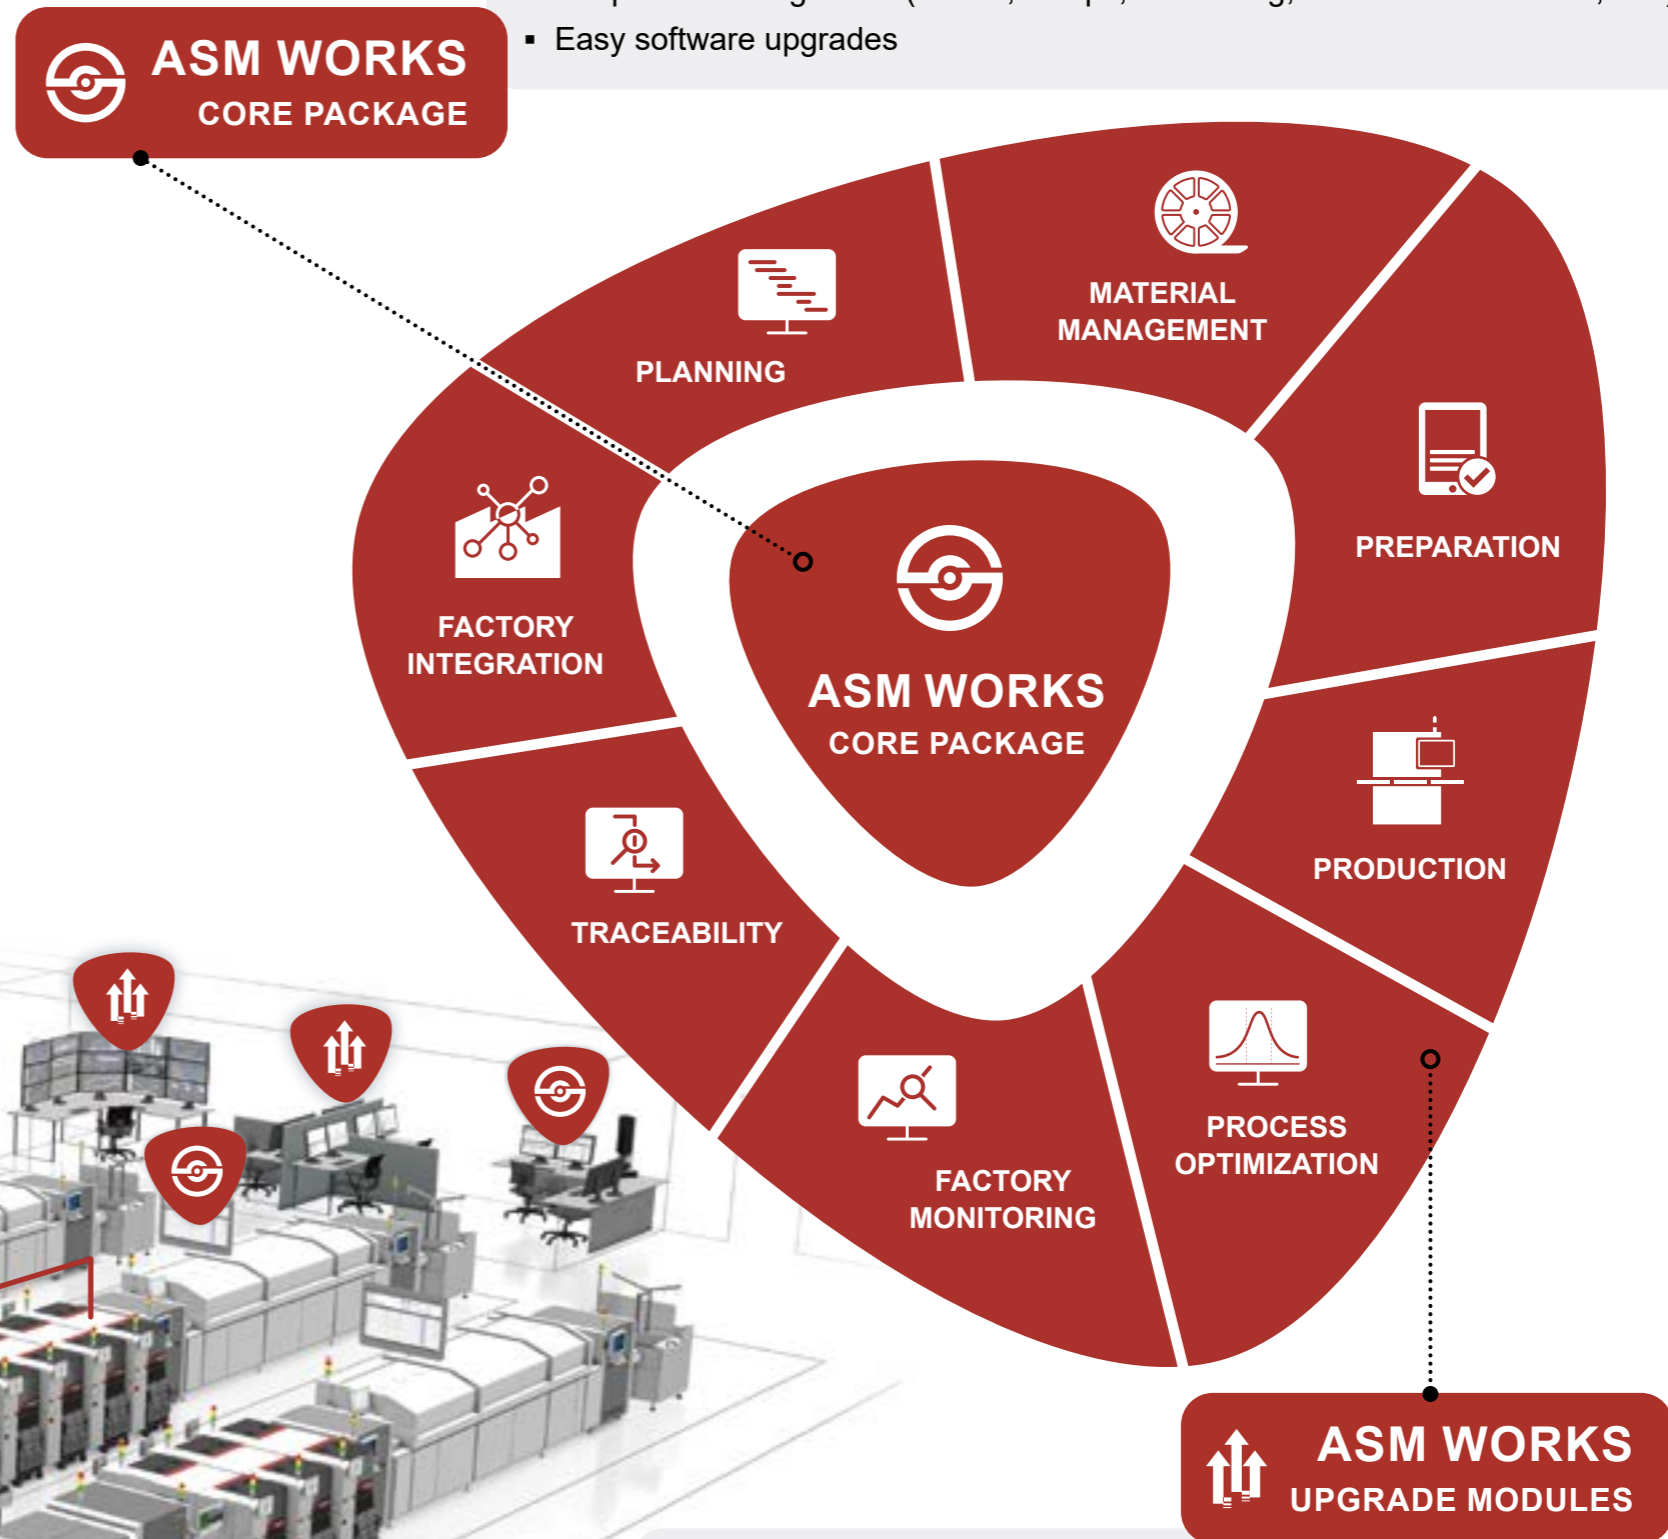 ▪ Easy software upgrades
ASM WORKS
CORE PACKAGE
MATERIAL
MANAGEMENT
PLANNING
PREPARATION
FACTORY
INTEGRATION
ASM WORKS
CORE PACKAGE
PRODUCTION
TRACEABILITY
PROCESS
OPTIMIZATION
FACTORY
MONITORING
ASM WORKS
UPGRADE MODULES